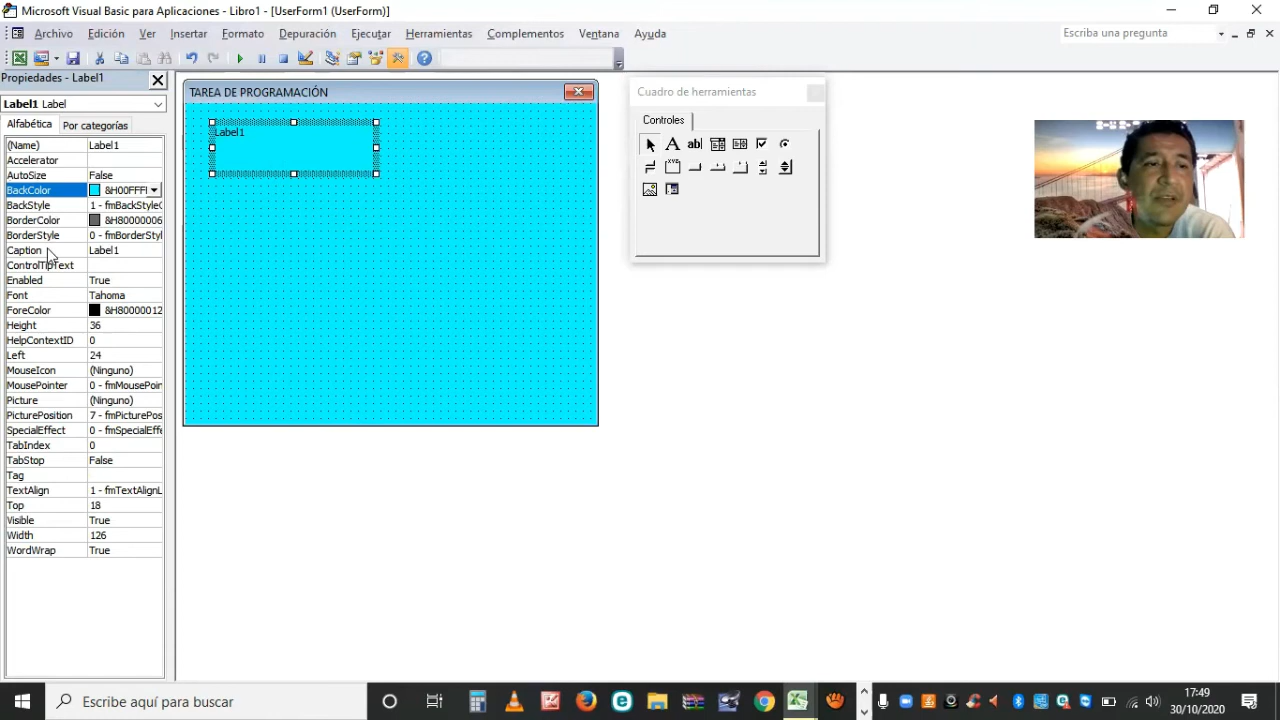 Microsoft Visual Basic para Aplicaciones - Libro1 - [UserForm1 (UserForm)]
Archivo Edición Ver Insertar Formato Depuración Ejecutar Herramientas Complementos Ventana Ayuda
Escriba una pregunta
Propiedades - Label1
Label1 Label
Alfabética Por categorías
(Name) Label1
Accelerator
AutoSize False
BackColor &H00FFF
BackStyle 1 - fmBackStyle
BorderColor &H80000006
BorderStyle 0 - fmBorderStyl
Caption Label1
ControlTipText
Enabled True
Font Tahoma
ForeColor &H80000012
Height 36
HelpContextID 0
Left 24
MouseIcon (Ninguno)
MousePointer 0 - fmMousePoin
Picture (Ninguno)
PicturePosition 7 - fmPicturePos
SpecialEffect 0 - fmSpecialEffe
TabIndex 0
TabStop False
Tag
TextAlign 1 - fmTextAlignL
Top 18
Visible True
Width 126
WordWrap True
TAREA DE PROGRAMACIÓN
Label1
Cuadro de herramientas
Controles
A ab|
Escribe aquí para buscar
17:49
30/10/2020